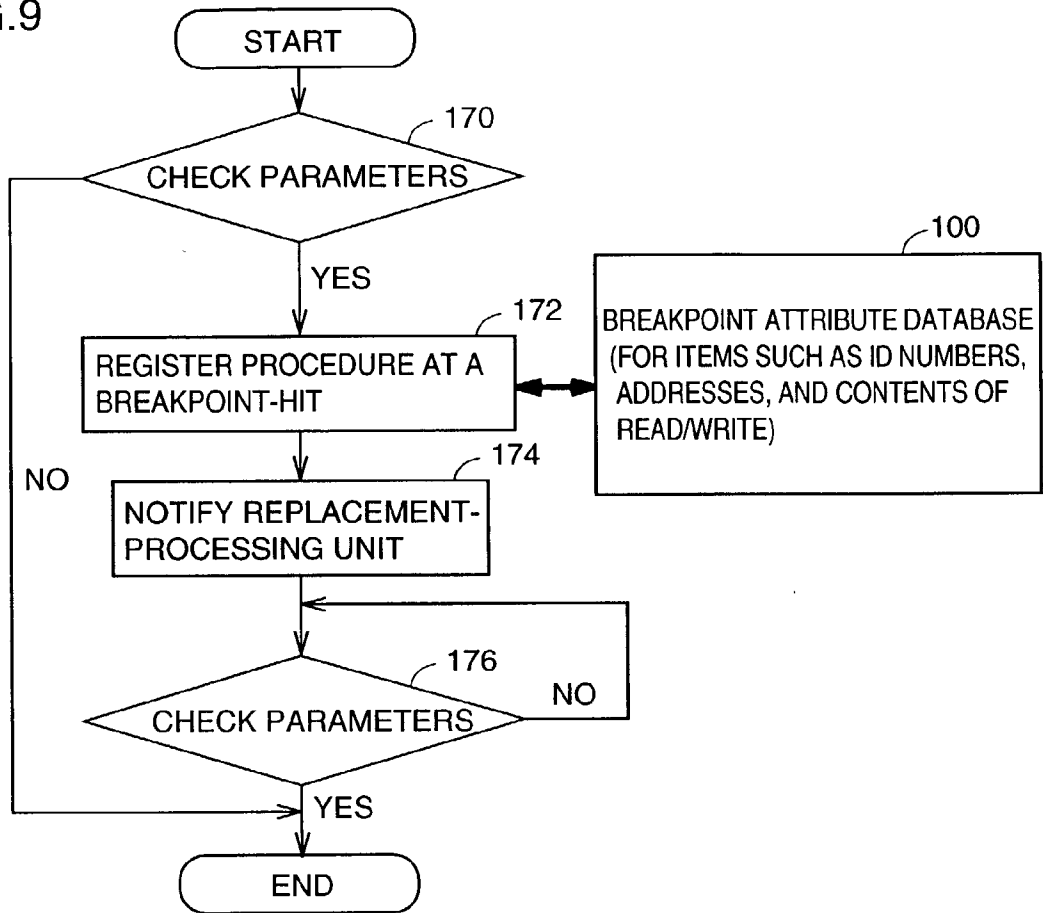 .9
START
170
CHECK PARAMETERS
100
YES
BREAKPOINT ATTRIBUTE DATABASE
(FOR ITEMS SUCH AS ID NUMBERS,
ADDRESSES, AND CONTENTS OF
READ/WRITE)
172
REGISTER PROCEDURE AT A
BREAKPOINT-HIT
174
NO
NOTIFY REPLACEMENT-
PROCESSING UNIT
176
NO
CHECK PARAMETERS
YES
END